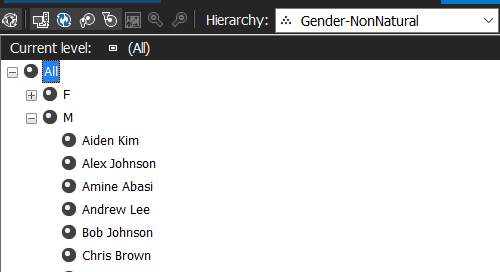 Hierarchy: Gender-NonNatural
Current level: (All)
All
F
M
Aiden Kim
Alex Johnson
Amine Abasi
Andrew Lee
Bob Johnson
Chris Brown